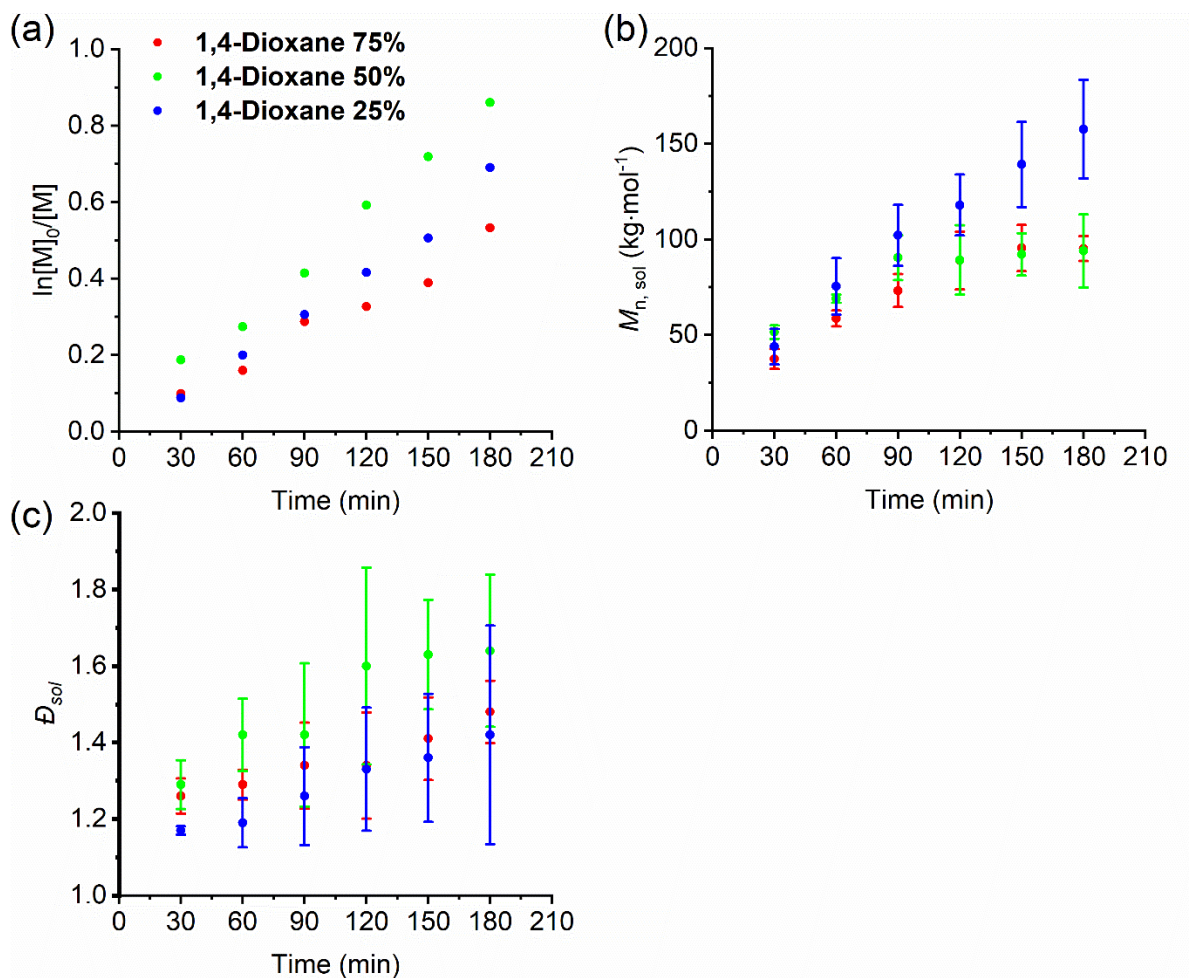 (a)
1,4-Dioxane 75%
1,4-Dioxane 50%
1,4-Dioxane 25%
1.0
0.8
0.6
0.4
0.2
0.0
ln[M]₀/[M]
0 30 60 90 120 150 180 210
Time (min)
(b)
200
150
100
50
0
Mn, sol (kg·mol⁻¹)
0 30 60 90 120 150 180 210
Time (min)
(c)
2.0
1.8
1.6
1.4
1.2
1.0
Đsol
0 30 60 90 120 150 180 210
Time (min)